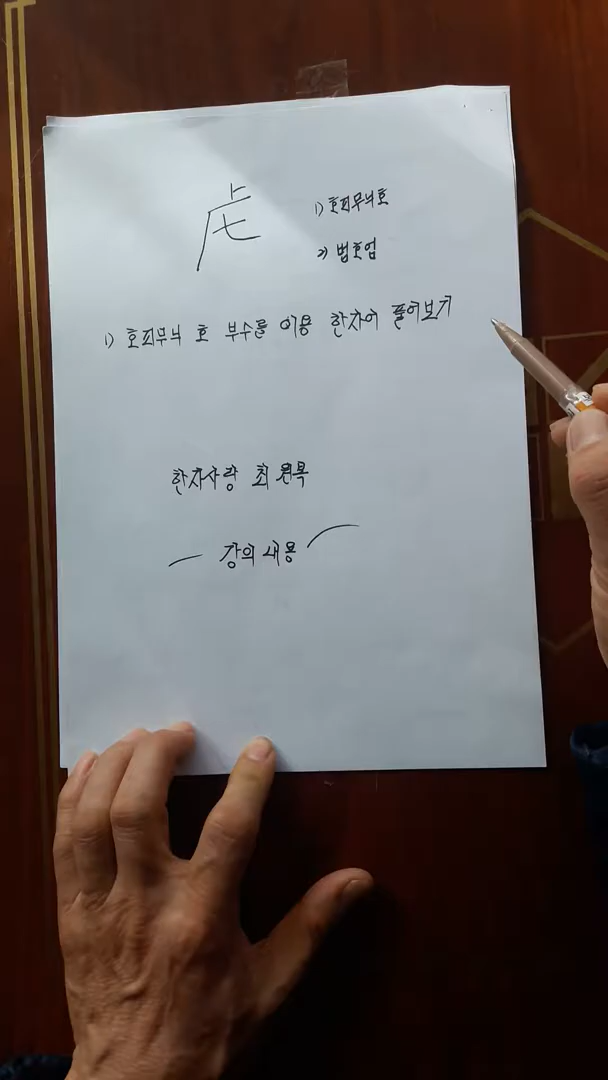 虍
1) 호피무늬호
2) 범호엄
1) 호피무늬 호 부수를 이용 한자어 풀어보기
한자사랑 최원복
강의내용